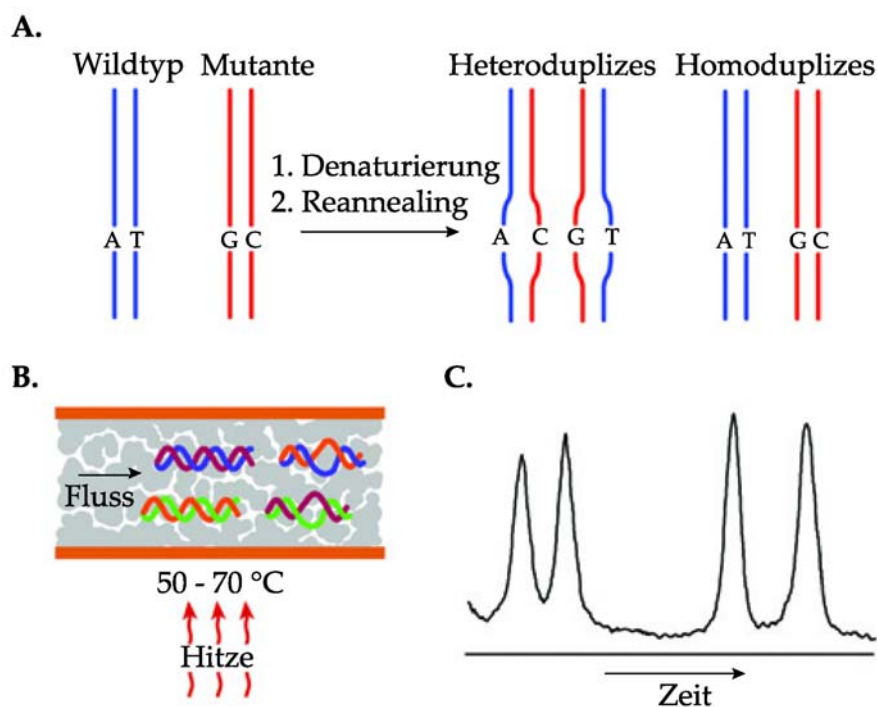 A.
Wildtyp Mutante
Heteroduplizes Homoduplizes
1. Denaturierung
2. Reannealing
A T G C A C G T A T G C
B.
Fluss
50 - 70 °C
Hitze
C.
Zeit